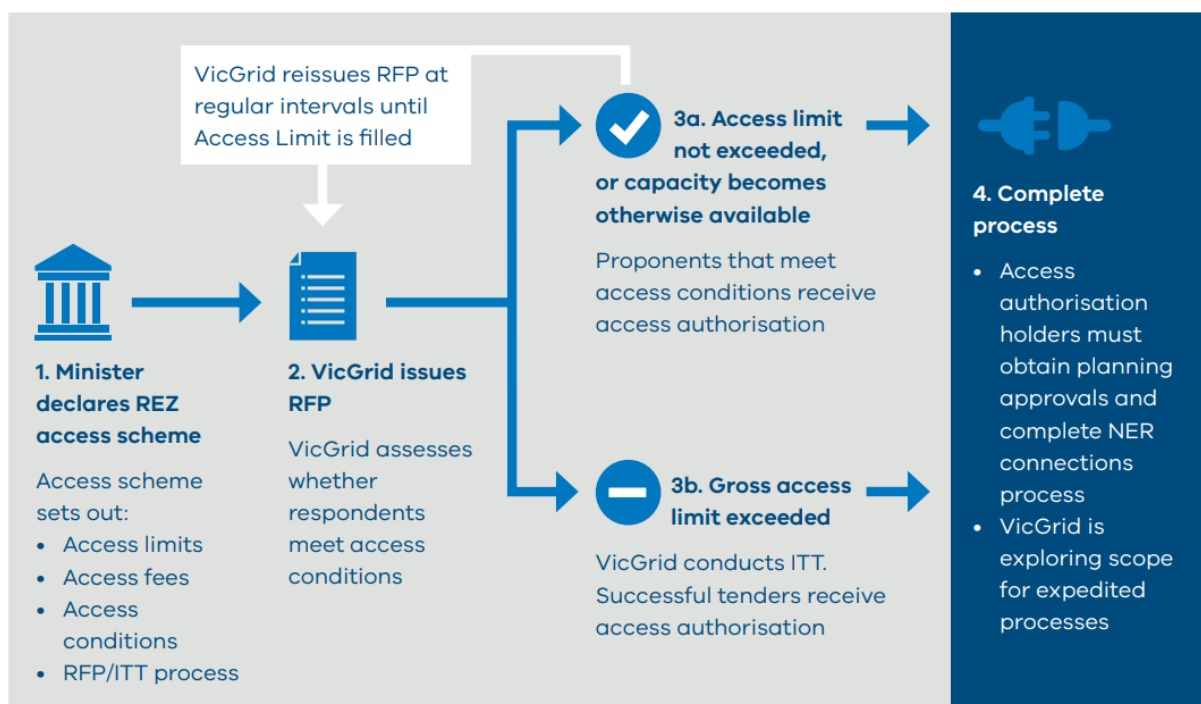 VicGrid reissues RFP at
regular intervals until
Access Limit is filled
1. Minister
declares REZ
access scheme
Access scheme
sets out:
• Access limits
• Access fees
• Access
conditions
• RFP/ITT process
2. VicGrid issues
RFP
VicGrid assesses
whether
respondents
meet access
conditions
3a. Access limit
not exceeded,
or capacity becomes
otherwise available
Proponents that meet
access conditions receive
access authorisation
3b. Gross access
limit exceeded
VicGrid conducts ITT.
Successful tenders receive
access authorisation
4. Complete
process
• Access
authorisation
holders must
obtain planning
approvals and
complete NER
connections
process
• VicGrid is
exploring scope
for expedited
processes